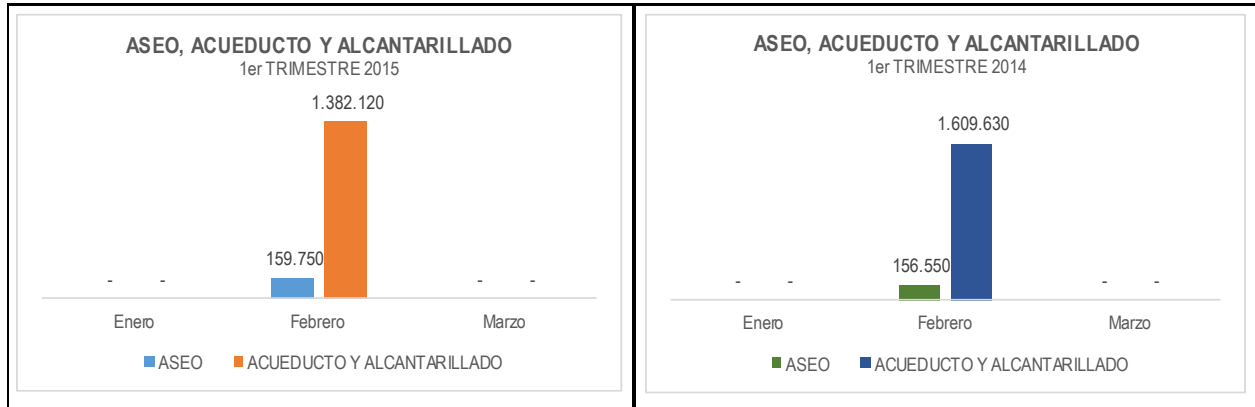 ASEO, ACUEDUCTO Y ALCANTARILLADO
1er TRIMESTRE 2015
1.382.120
159.750
- - - -
Enero Febrero Marzo
ASEO ACUEDUCTO Y ALCANTARILLADO
ASEO, ACUEDUCTO Y ALCANTARILLADO
1er TRIMESTRE 2014
1.609.630
156.550
- - - -
Enero Febrero Marzo
ASEO ACUEDUCTO Y ALCANTARILLADO